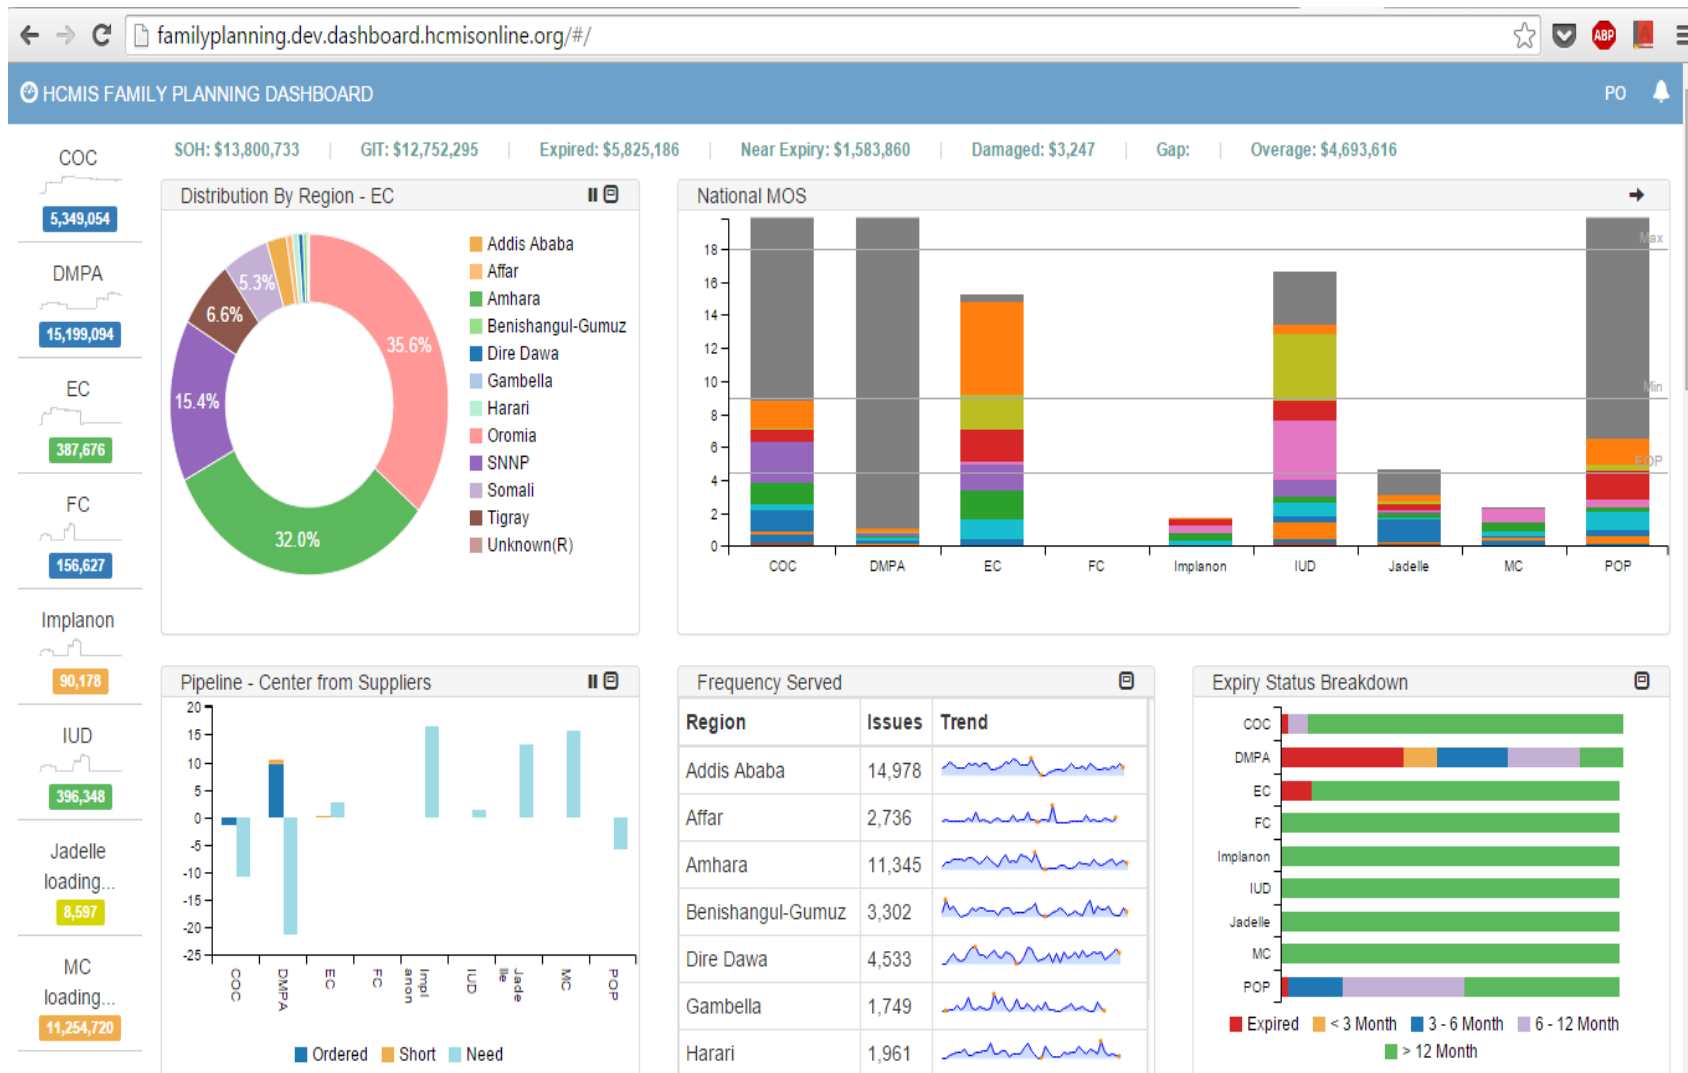 familyplanning.dev.dashboard.hcmisonline.org/#/
ABP
HCMIS FAMILY PLANNING DASHBOARD
PO
SOH: $13,800,733 | GIT: $12,752,295 | Expired: $5,825,186 | Near Expiry: $1,583,860 | Damaged: $3,247 | Gap: | Overage: $4,693,616
COC
5,349,054
DMPA
15,199,094
EC
387,676
FC
156,627
Implanon
90,178
IUD
396,348
Jadelle
loading...
8,597
MC
loading...
11,254,720
Distribution By Region - EC
35.6%
32.0%
15.4%
6.6%
5.3%
Addis Ababa
Affar
Amhara
Benishangul-Gumuz
Dire Dawa
Gambella
Harari
Oromia
SNNP
Somali
Tigray
Unknown(R)
National MOS
18
16
14
12
10
8
6
4
2
0
Max
Min
EOP
COC DMPA EC FC Implanon IUD Jadelle MC POP
Pipeline - Center from Suppliers
20
15
10
5
0
-5
-10
-15
-20
-25
COC DMPA EC FC Impl anon IUD Jade lle MC POP
Ordered Short Need
Frequency Served
Region Issues Trend
Addis Ababa 14,978
Affar 2,736
Amhara 11,345
Benishangul-Gumuz 3,302
Dire Dawa 4,533
Gambella 1,749
Harari 1,961
Expiry Status Breakdown
COC
DMPA
EC
FC
Implanon
IUD
Jadelle
MC
POP
Expired < 3 Month 3 - 6 Month 6 - 12 Month
> 12 Month